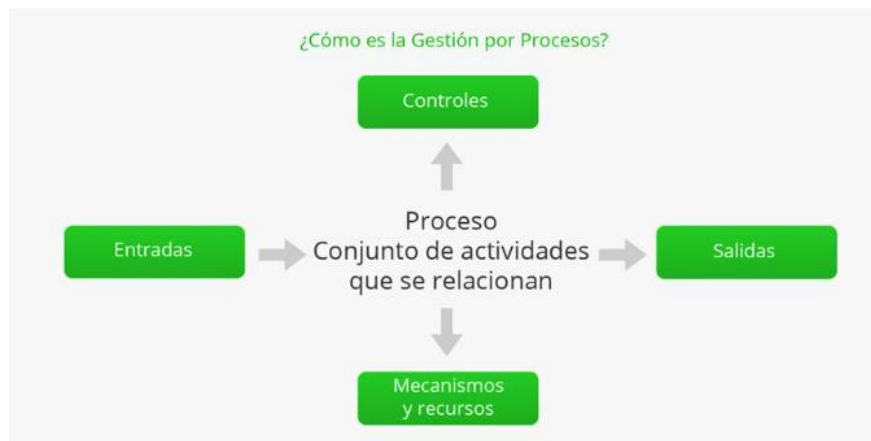 ¿Cómo es la Gestión por Procesos?
Controles
Entradas
Proceso
Conjunto de actividades
que se relacionan
Salidas
Mecanismos
y recursos